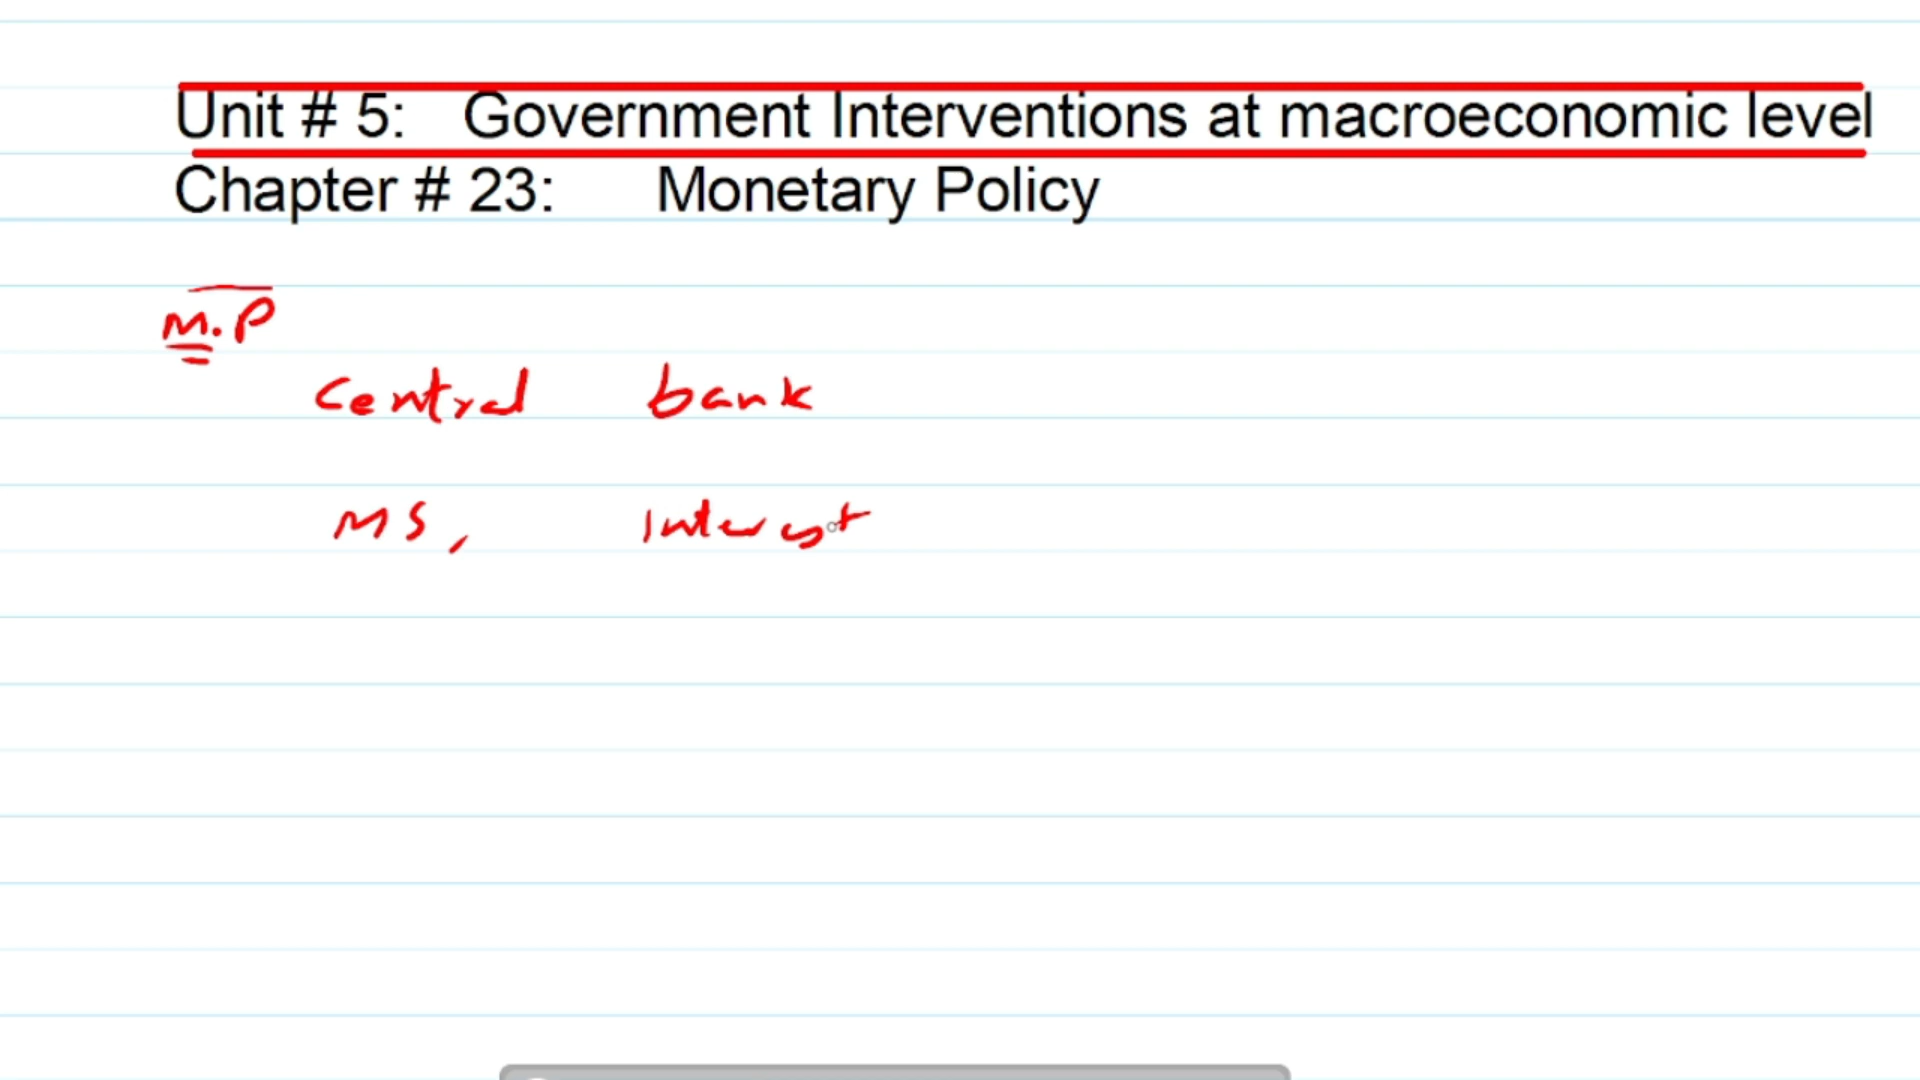 Unit # 5: Government Interventions at macroeconomic level
Chapter # 23: Monetary Policy
M.P
Central bank
MS, Interest